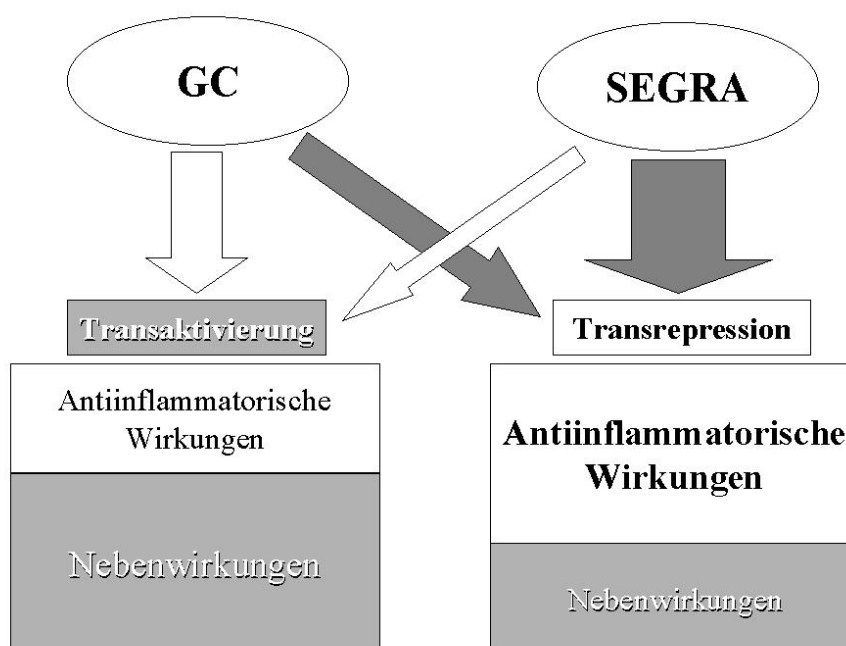 GC
SEGRA
Transaktivierung
Transrepression
Antiinflammatorische
Wirkungen
Nebenwirkungen
Antiinflammatorische
Wirkungen
Nebenwirkungen